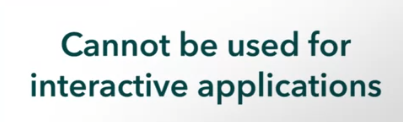 Cannot be used for
interactive applications